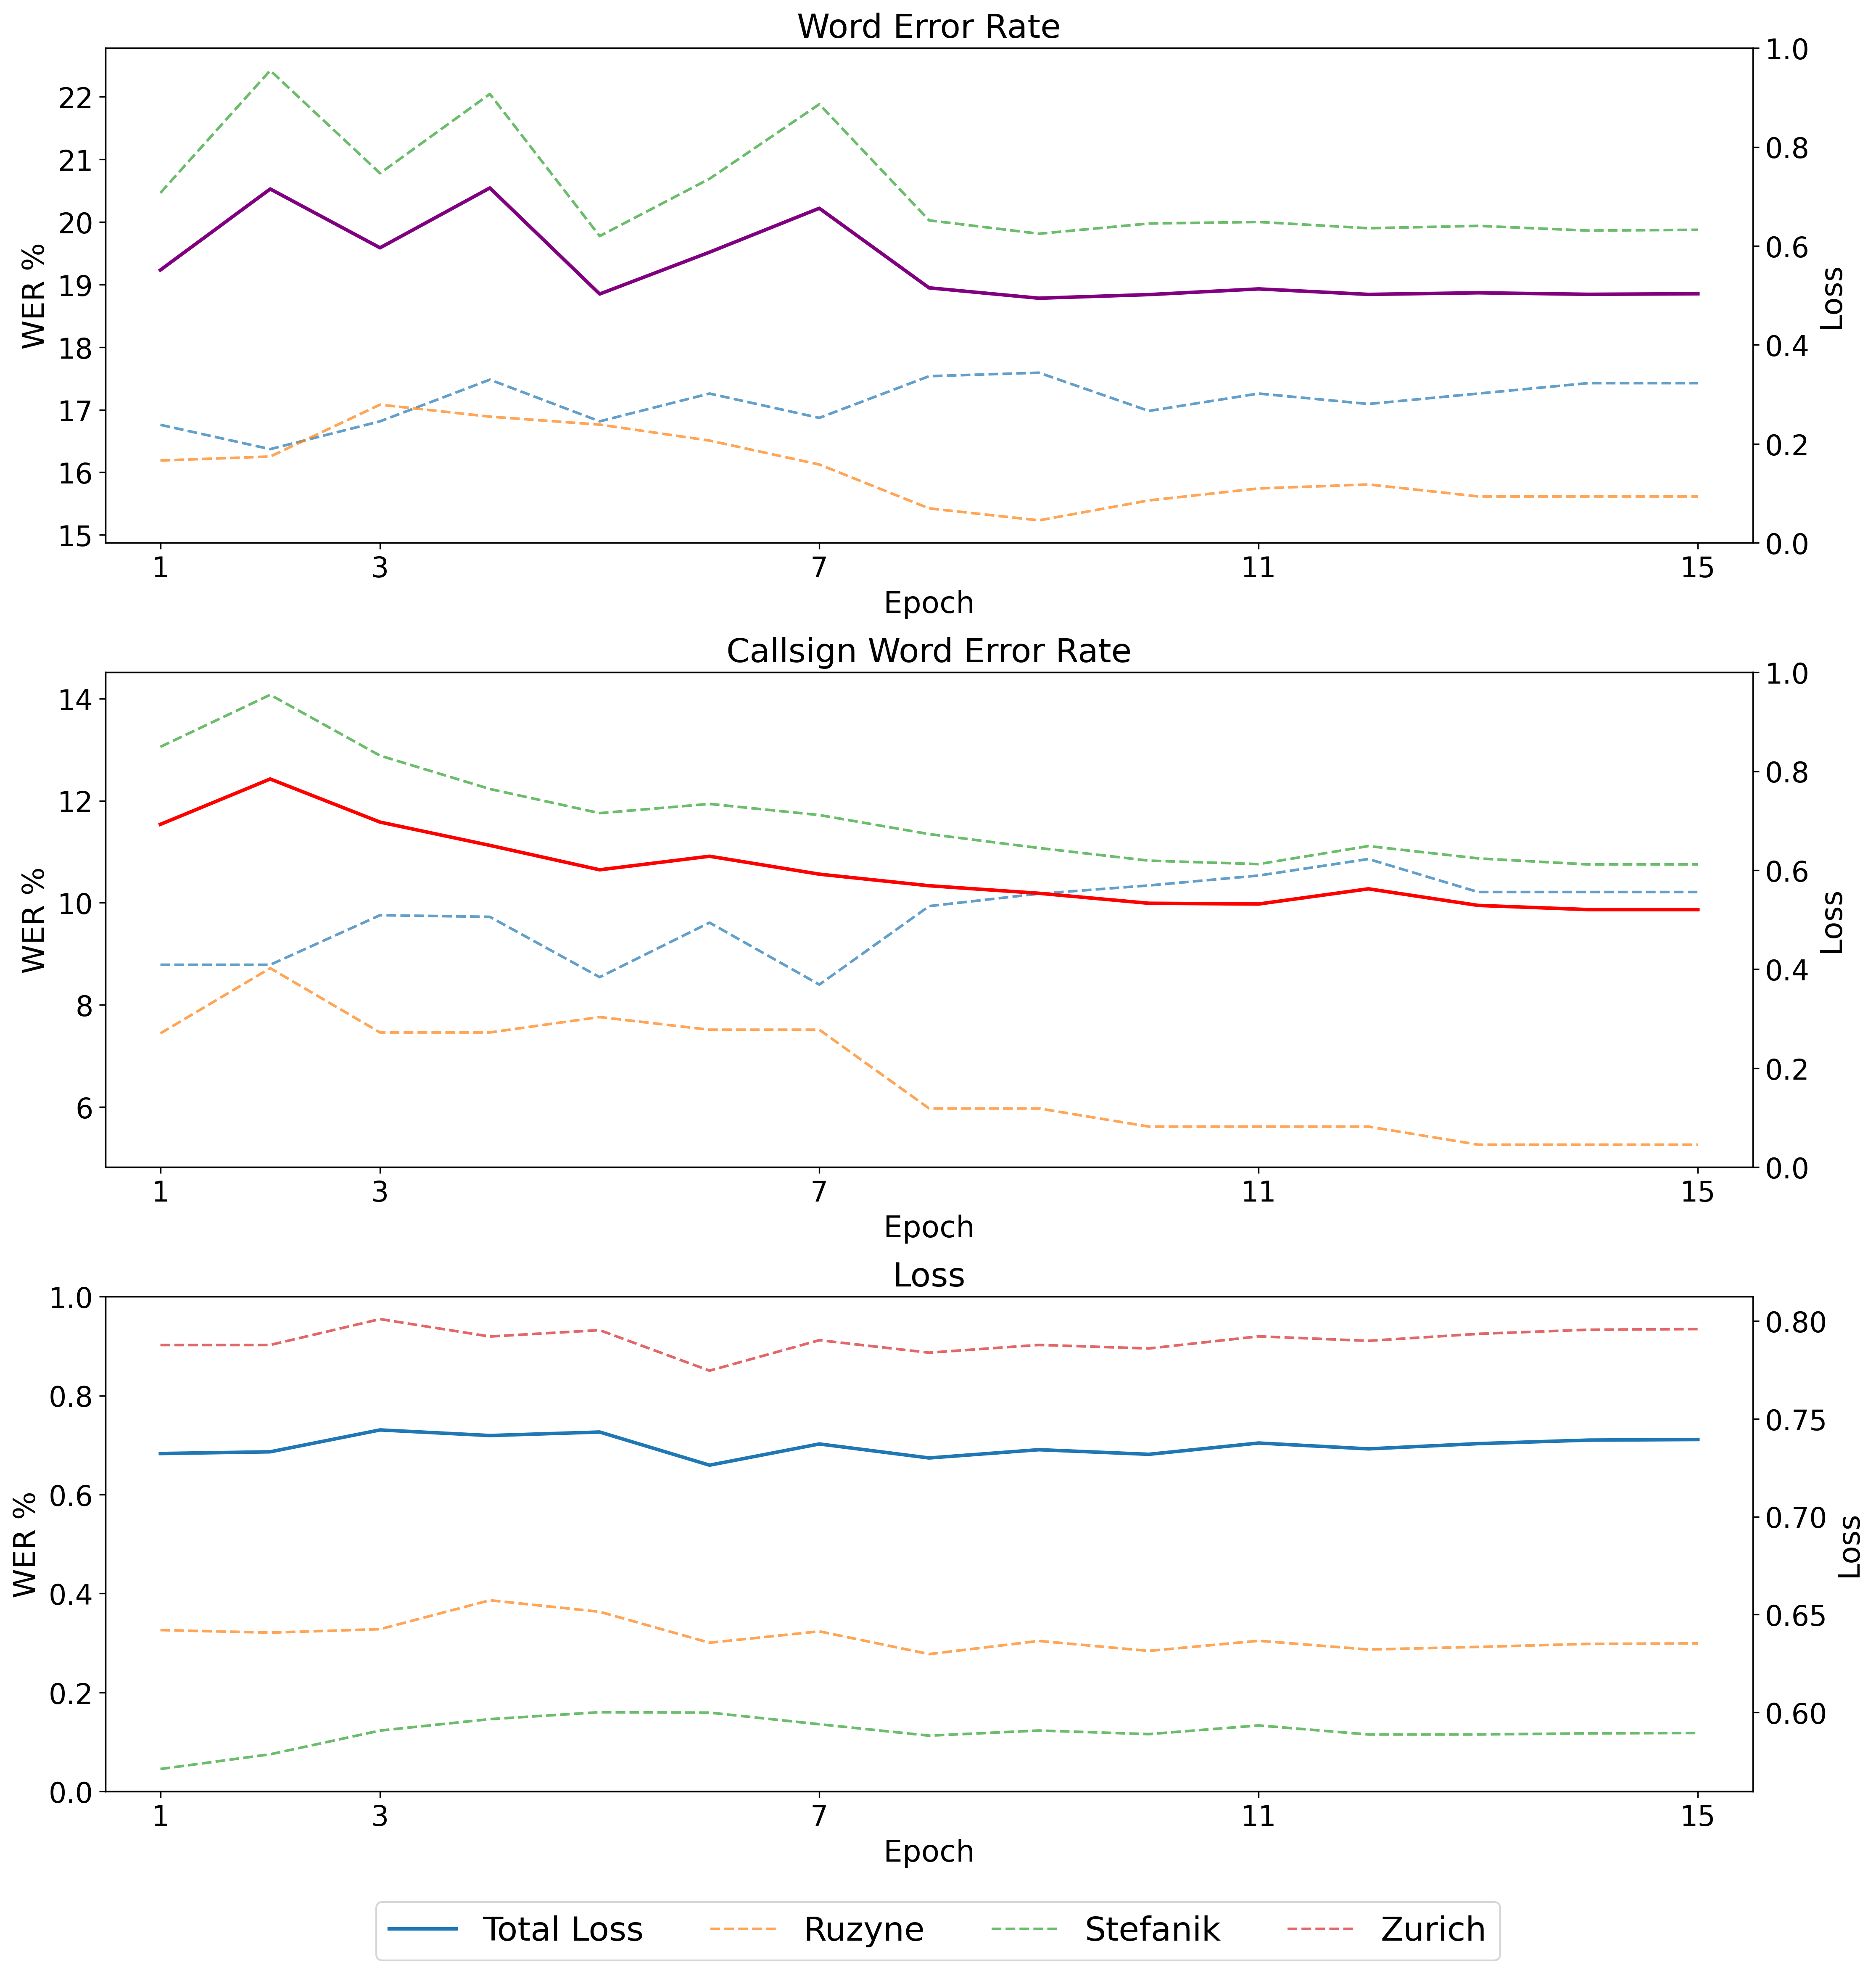 Word Error Rate
WER %
22
21
20
19
18
17
16
15
1.0
0.8
0.6
0.4
0.2
0.0
Loss
1 3 7 11 15
Epoch
Callsign Word Error Rate
WER %
14
12
10
8
6
1.0
0.8
0.6
0.4
0.2
0.0
Loss
1 3 7 11 15
Epoch
Loss
WER %
1.0
0.8
0.6
0.4
0.2
0.0
0.80
0.75
0.70
0.65
0.60
Loss
1 3 7 11 15
Epoch
Total Loss Ruzyne Stefanik Zurich